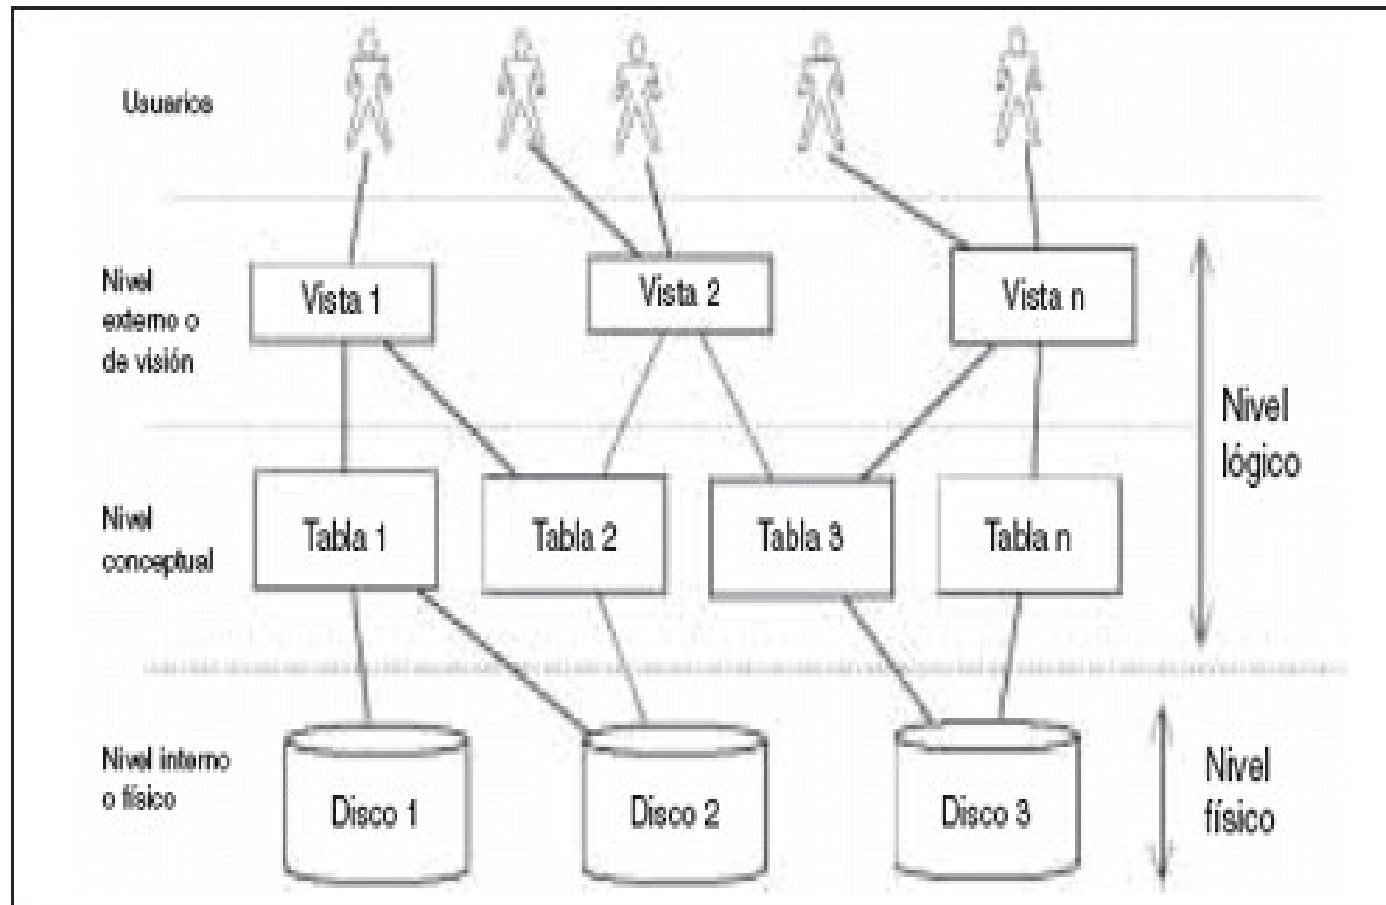 Usuarios
Nivel
externo o
de visión
Vista 1
Vista 2
Vista n
Nivel
lógico
Nivel
conceptual
Tabla 1
Tabla 2
Tabla 3
Tabla n
Nivel interno
o físico
Disco 1
Disco 2
Disco 3
Nivel
físico